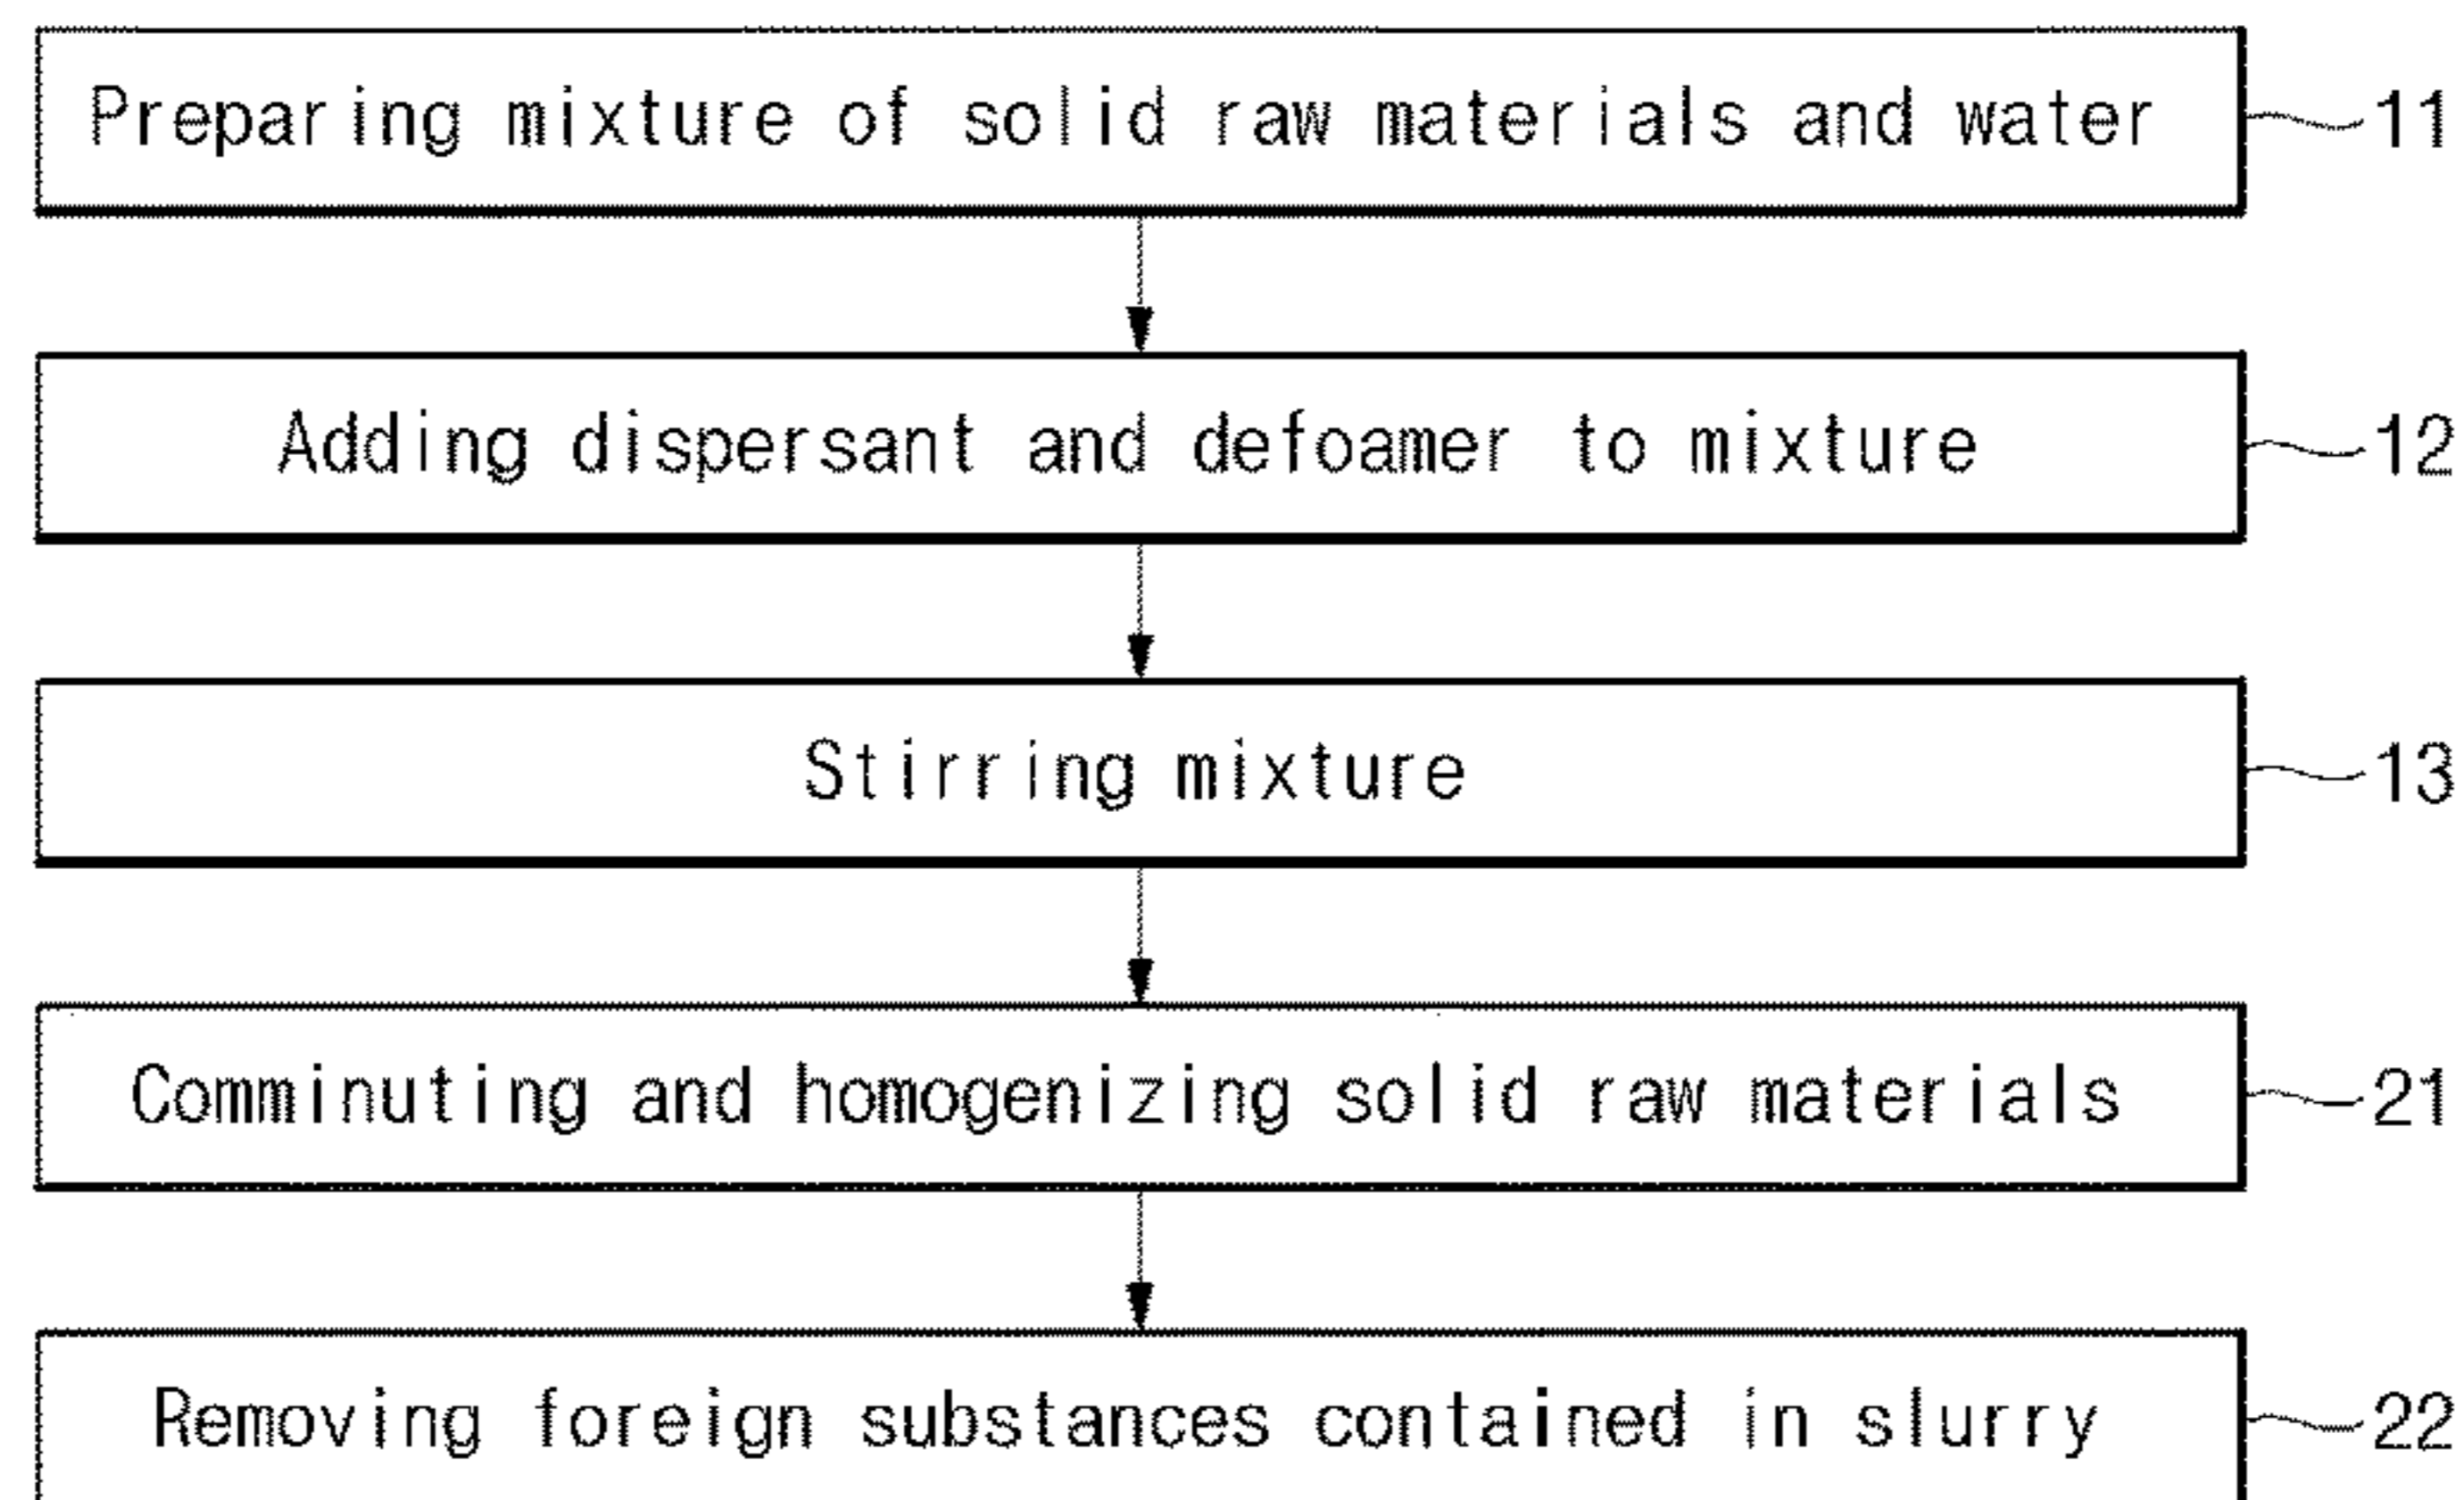 Preparing mixture of solid raw materials and water 11
Adding dispersant and defoamer to mixture 12
Stirring mixture 13
Comminuting and homogenizing solid raw materials 21
Removing foreign substances contained in slurry 22